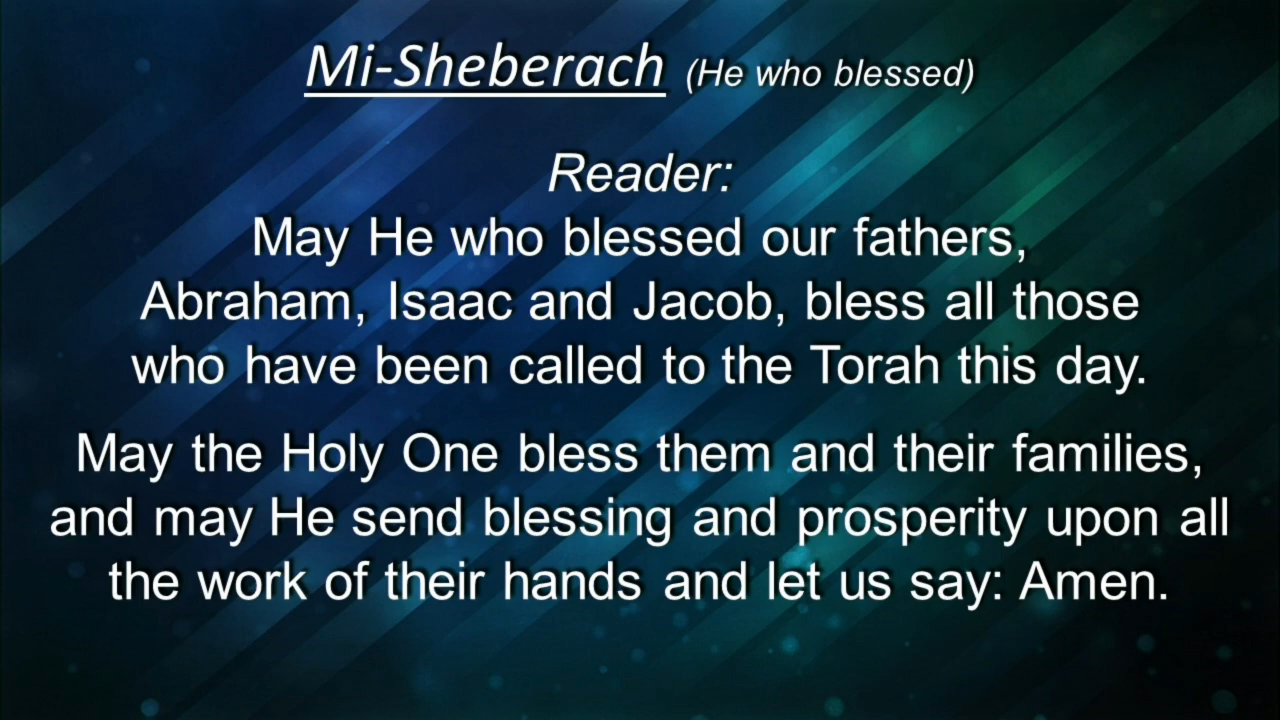 Mi-Sheberach (He who blessed)
Reader:
May He who blessed our fathers,
Abraham, Isaac and Jacob, bless all those
who have been called to the Torah this day.
May the Holy One bless them and their families,
and may He send blessing and prosperity upon all
the work of their hands and let us say: Amen.